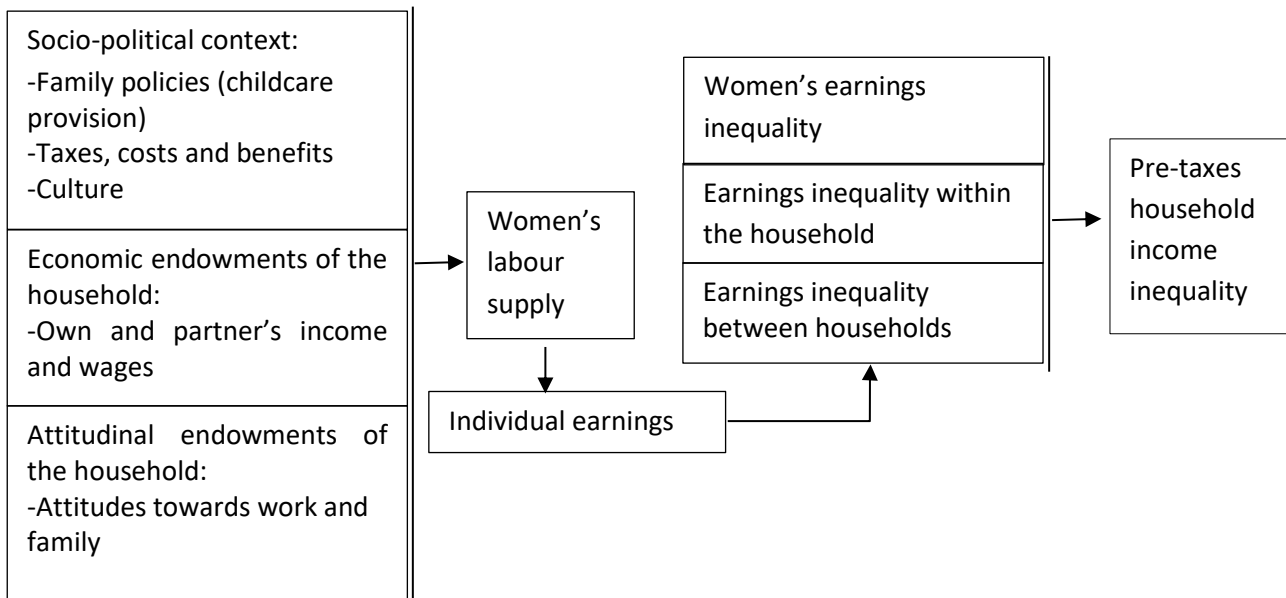 Socio-political context:
-Family policies (childcare
provision)
-Taxes, costs and benefits
-Culture
Economic endowments of the
household:
-Own and partner’s income
and wages
Attitudinal endowments of
the household:
-Attitudes towards work and
family
Women’s
labour
supply
Individual earnings
Women’s earnings
inequality
Earnings inequality within
the household
Earnings inequality
between households
Pre-taxes
household
income
inequality